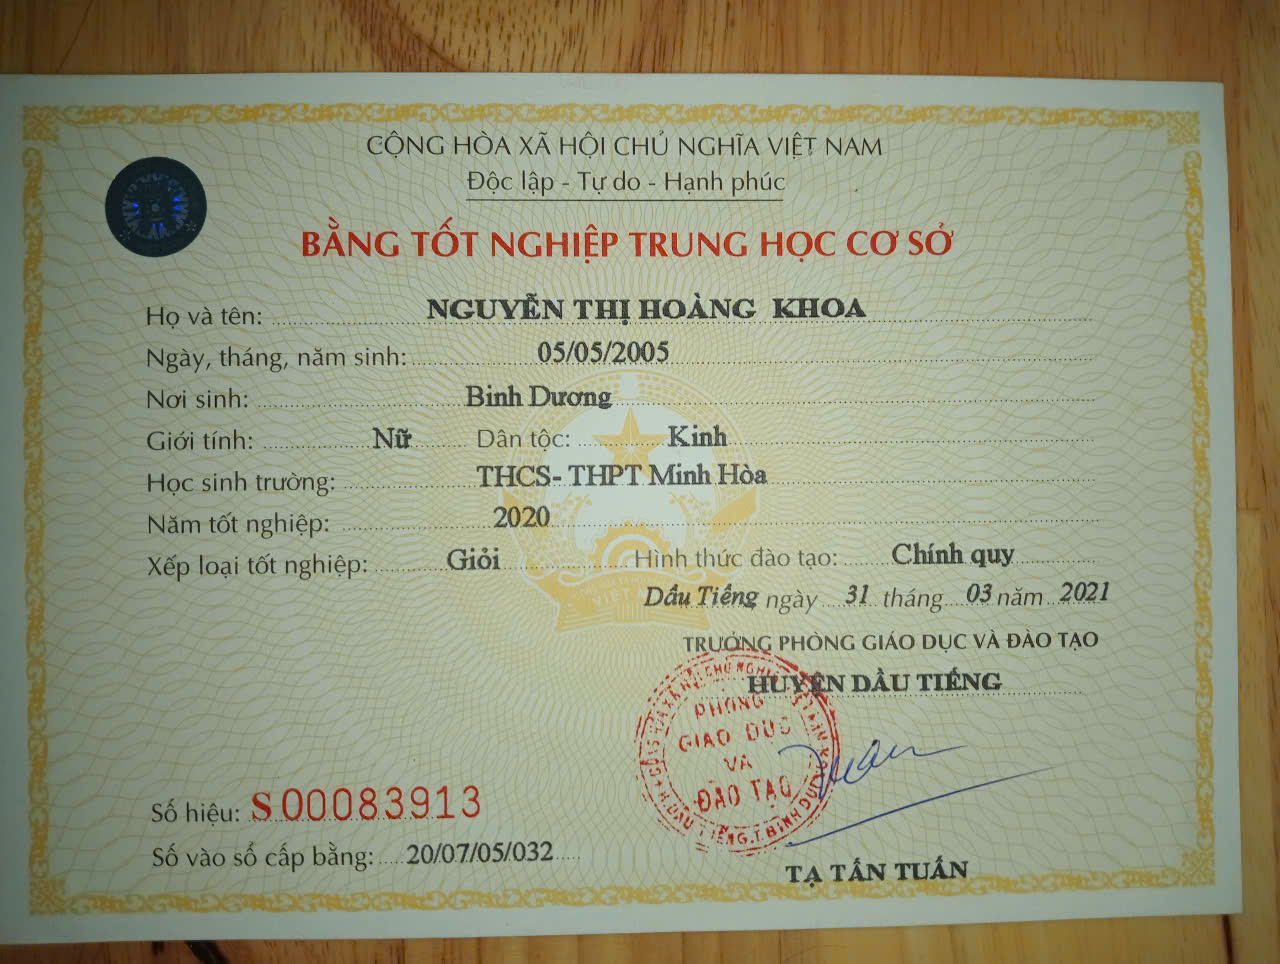 CỘNG HÒA XÃ HỘI CHỦ NGHĨA VIỆT NAM
Độc lập - Tự do - Hạnh phúc
BẰNG TỐT NGHIỆP TRUNG HỌC CƠ SỞ
Họ và tên: NGUYỄN THỊ HOÀNG KHOA
Ngày, tháng, năm sinh: 05/05/2005
Nơi sinh: Bình Dương
Giới tính: Nữ Dân tộc: Kinh
Học sinh trường: THCS- THPT Minh Hòa
Năm tốt nghiệp: 2020
Xếp loại tốt nghiệp: Giỏi Hình thức đào tạo: Chính quy
Dầu Tiếng ngày 31 tháng 03 năm 2021
TRƯỞNG PHÒNG GIÁO DỤC VÀ ĐÀO TẠO
HUYỆN DẦU TIẾNG
PHÒNG
GIÁO DỤC
VÀ
ĐÀO TẠO
H.DẦU TIẾNG.T.BÌNH DƯƠNG
Số hiệu: S 00083913
Số vào sổ cấp bằng: 20/07/05/032
TẠ TẤN TUẤN